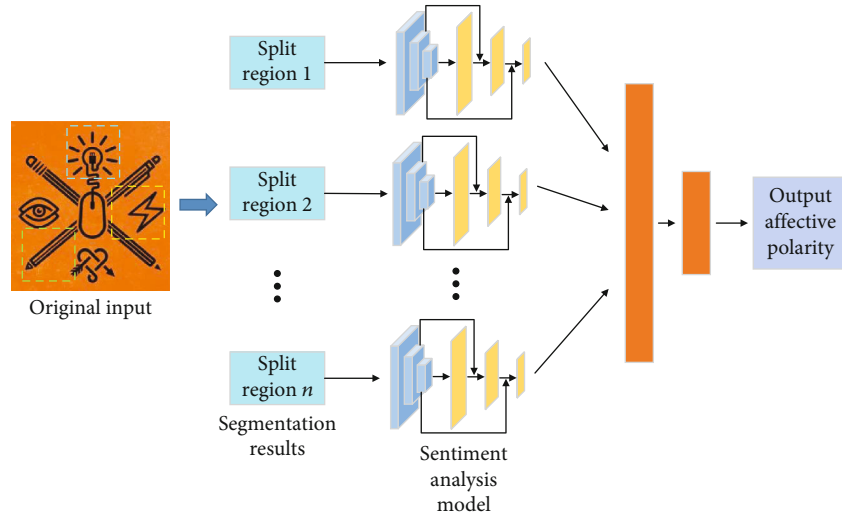 Split
region 1
Split
region 2
Split
region n
Original input
Segmentation
results
Sentiment
analysis
model
Output
affective
polarity